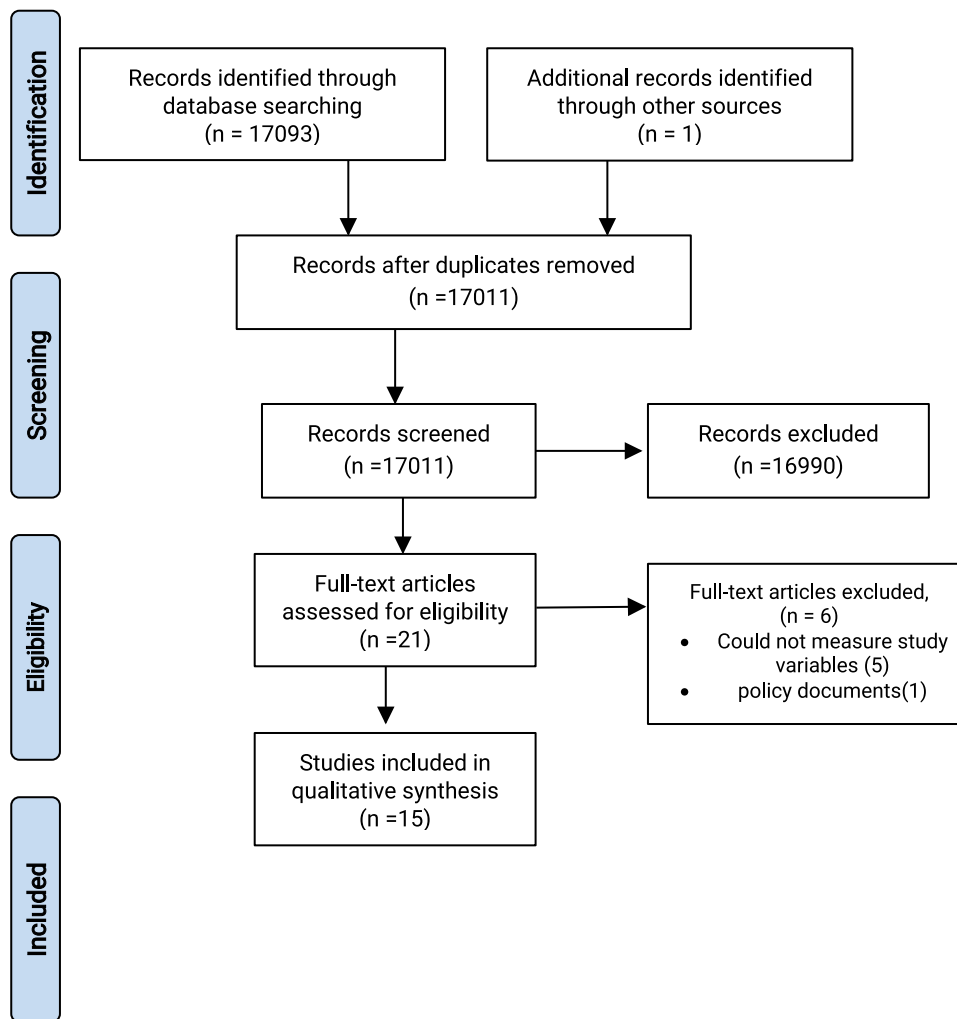 Identification
Records identified through
database searching
(n = 17093)
Additional records identified
through other sources
(n = 1)
Records after duplicates removed
(n =17011)
Screening
Records screened
(n =17011)
Records excluded
(n =16990)
Eligibility
Full-text articles
assessed for eligibility
(n =21)
Full-text articles excluded,
(n = 6)
• Could not measure study
variables (5)
• policy documents(1)
Studies included in
qualitative synthesis
(n =15)
Included